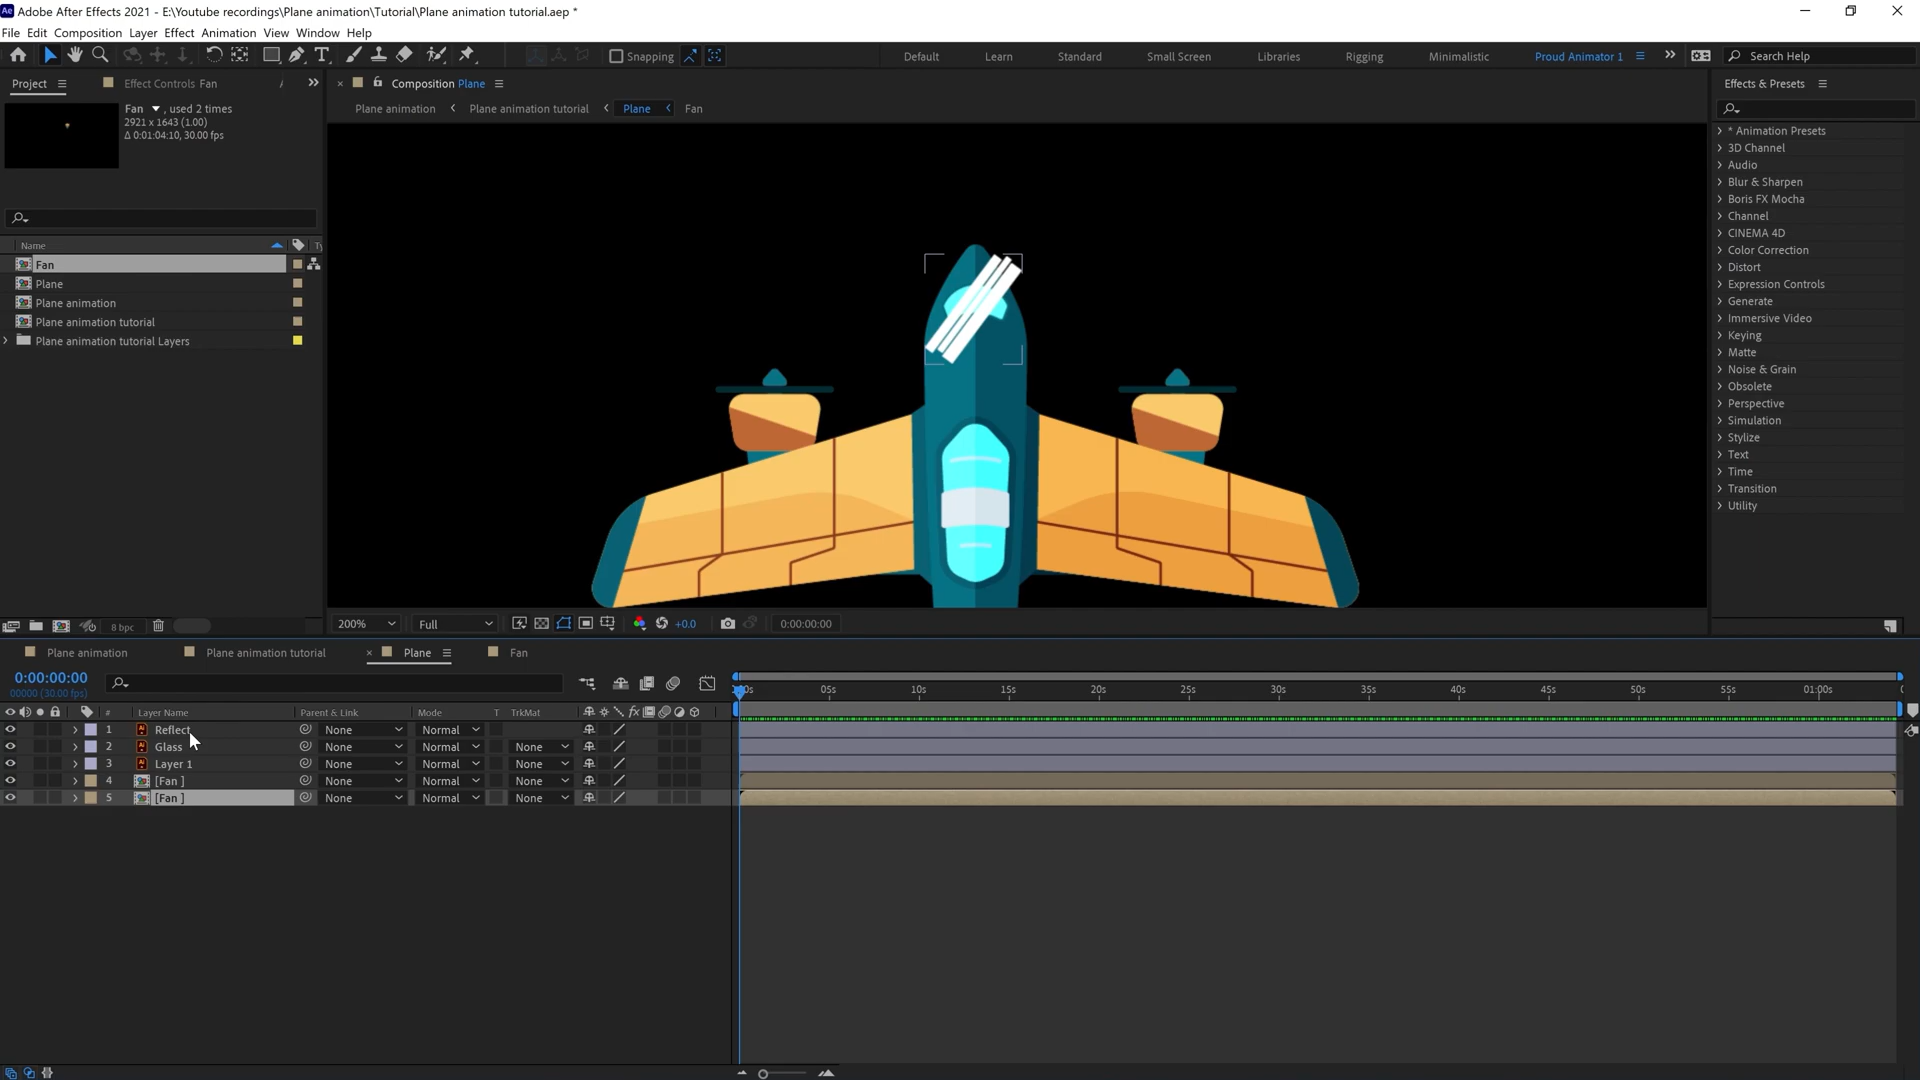 Ae Adobe After Effects 2021 - E:\Youtube recordings\Plane animation\Tutorial\Plane animation tutorial.aep *
File Edit Composition Layer Effect Animation View Window Help
Snapping Default Learn Standard Small Screen Libraries Rigging Minimalistic Proud Animator 1 Search Help
Project Effect Controls Fan
Composition Plane
Effects & Presets
Fan , used 2 times
2921 x 1643 (1.00)
Δ 0:01:04:10, 30.00 fps
Plane animation Plane animation tutorial Plane Fan
Name Ty
Fan
Plane
Plane animation
Plane animation tutorial
Plane animation tutorial Layers
* Animation Presets
3D Channel
Audio
Blur & Sharpen
Boris FX Mocha
Channel
CINEMA 4D
Color Correction
Distort
Expression Controls
Generate
Immersive Video
Keying
Matte
Noise & Grain
Obsolete
Perspective
Simulation
Stylize
Text
Time
Transition
Utility
8 bpc
200% Full +0.0 0:00:00:00
Plane animation Plane animation tutorial Plane Fan
0:00:00:00
00000 (30.00 fps)
05s 10s 15s 20s 25s 30s 35s 40s 45s 50s 55s 01:00s
# Layer Name Parent & Link Mode T TrkMat fx
1 Reflect None Normal
2 Glass None Normal None
3 Layer 1 None Normal None
4 [Fan ] None Normal None
5 [Fan ] None Normal None